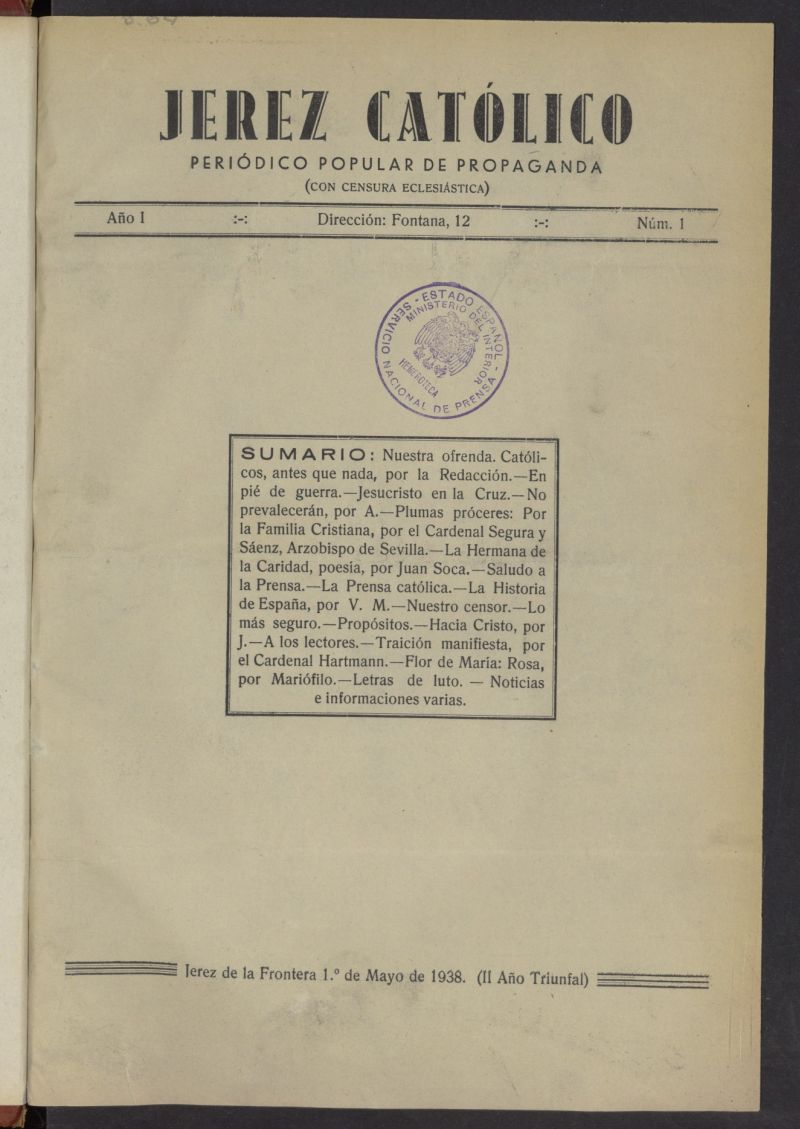 JEREZ CATÓLICO
PERIÓDICO POPULAR DE PROPAGANDA
(CON CENSURA ECLESIÁSTICA)
Año I :-: Dirección: Fontana, 12 :-: Núm. 1
ESTADO ESPAÑOL - SERVICIO NACIONAL DE PRENSA -
MINISTERIO DEL INTERIOR
HEMEROTECA
SUMARIO: Nuestra ofrenda. Católi-
cos, antes que nada, por la Redacción.—En
pié de guerra.—Jesucristo en la Cruz.—No
prevalecerán, por A.—Plumas próceres: Por
la Familia Cristiana, por el Cardenal Segura y
Sáenz, Arzobispo de Sevilla.—La Hermana de
la Caridad, poesía, por Juan Soca.—Saludo a
la Prensa.—La Prensa católica.—La Historia
de España, por V. M.—Nuestro censor.—Lo
más seguro.—Propósitos.—Hacia Cristo, por
J.—A los lectores.—Traición manifiesta, por
el Cardenal Hartmann.—Flor de María: Rosa,
por Mariófilo.—Letras de luto. — Noticias
e informaciones varias.
Jerez de la Frontera 1.º de Mayo de 1938. (II Año Triunfal)